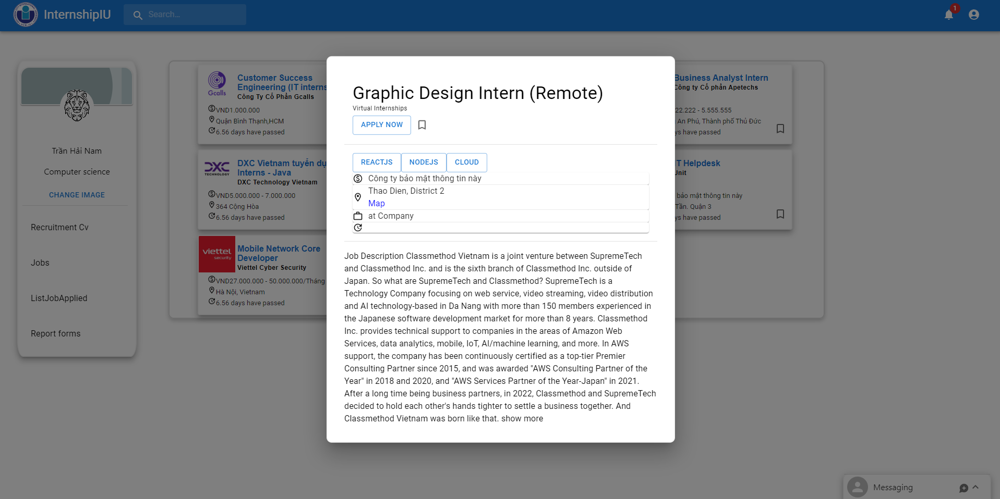 InternshipIU
Search...
1
Trần Hải Nam
Computer science
CHANGE IMAGE
Recruitment Cv
Jobs
ListJobApplied
Report forms
Gcalls
Customer Success
Engineering (IT interns
Công Ty Cổ Phần Gcalls
VND1.000.000
Quận Bình Thạnh,HCM
6.56 days have passed
DXC
TECHNOLOGY
DXC Vietnam tuyển dụ
Interns - Java
DXC Technology Vietnam
VND5.000.000 - 7.000.000
364 Cộng Hòa
6.56 days have passed
viettel
security
Mobile Network Core
Developer
Viettel Cyber Security
VND27.000.000 - 50.000.000/Tháng
Hà Nội, Vietnam
6.56 days have passed
Graphic Design Intern (Remote)
Virtual Internships
APPLY NOW
REACTJS NODEJS CLOUD
Công ty bảo mật thông tin này
Thao Dien, District 2
Map
at Company
Job Description Classmethod Vietnam is a joint venture between SupremeTech
and Classmethod Inc. and is the sixth branch of Classmethod Inc. outside of
Japan. So what are SupremeTech and Classmethod? SupremeTech is a
Technology Company focusing on web service, video streaming, video distribution
and AI technology-based in Da Nang with more than 150 members experienced in
the Japanese software development market for more than 8 years. Classmethod
Inc. provides technical support to companies in the areas of Amazon Web
Services, data analytics, mobile, IoT, AI/machine learning, and more. In AWS
support, the company has been continuously certified as a top-tier Premier
Consulting Partner since 2015, and was awarded "AWS Consulting Partner of the
Year" in 2018 and 2020, and "AWS Services Partner of the Year-Japan" in 2021.
After a long time being business partners, in 2022, Classmethod and SupremeTech
decided to hold each other's hands tighter to settle a business together. And
Classmethod Vietnam was born like that. show more
Business Analyst Intern
Công ty Cổ phần Apetechs
22.222 - 5.555.555
An Phú, Thành phố Thủ Đức
ys have passed
T Helpdesk
Unit
bảo mật thông tin này
Tần. Quận 3
ys have passed
Messaging